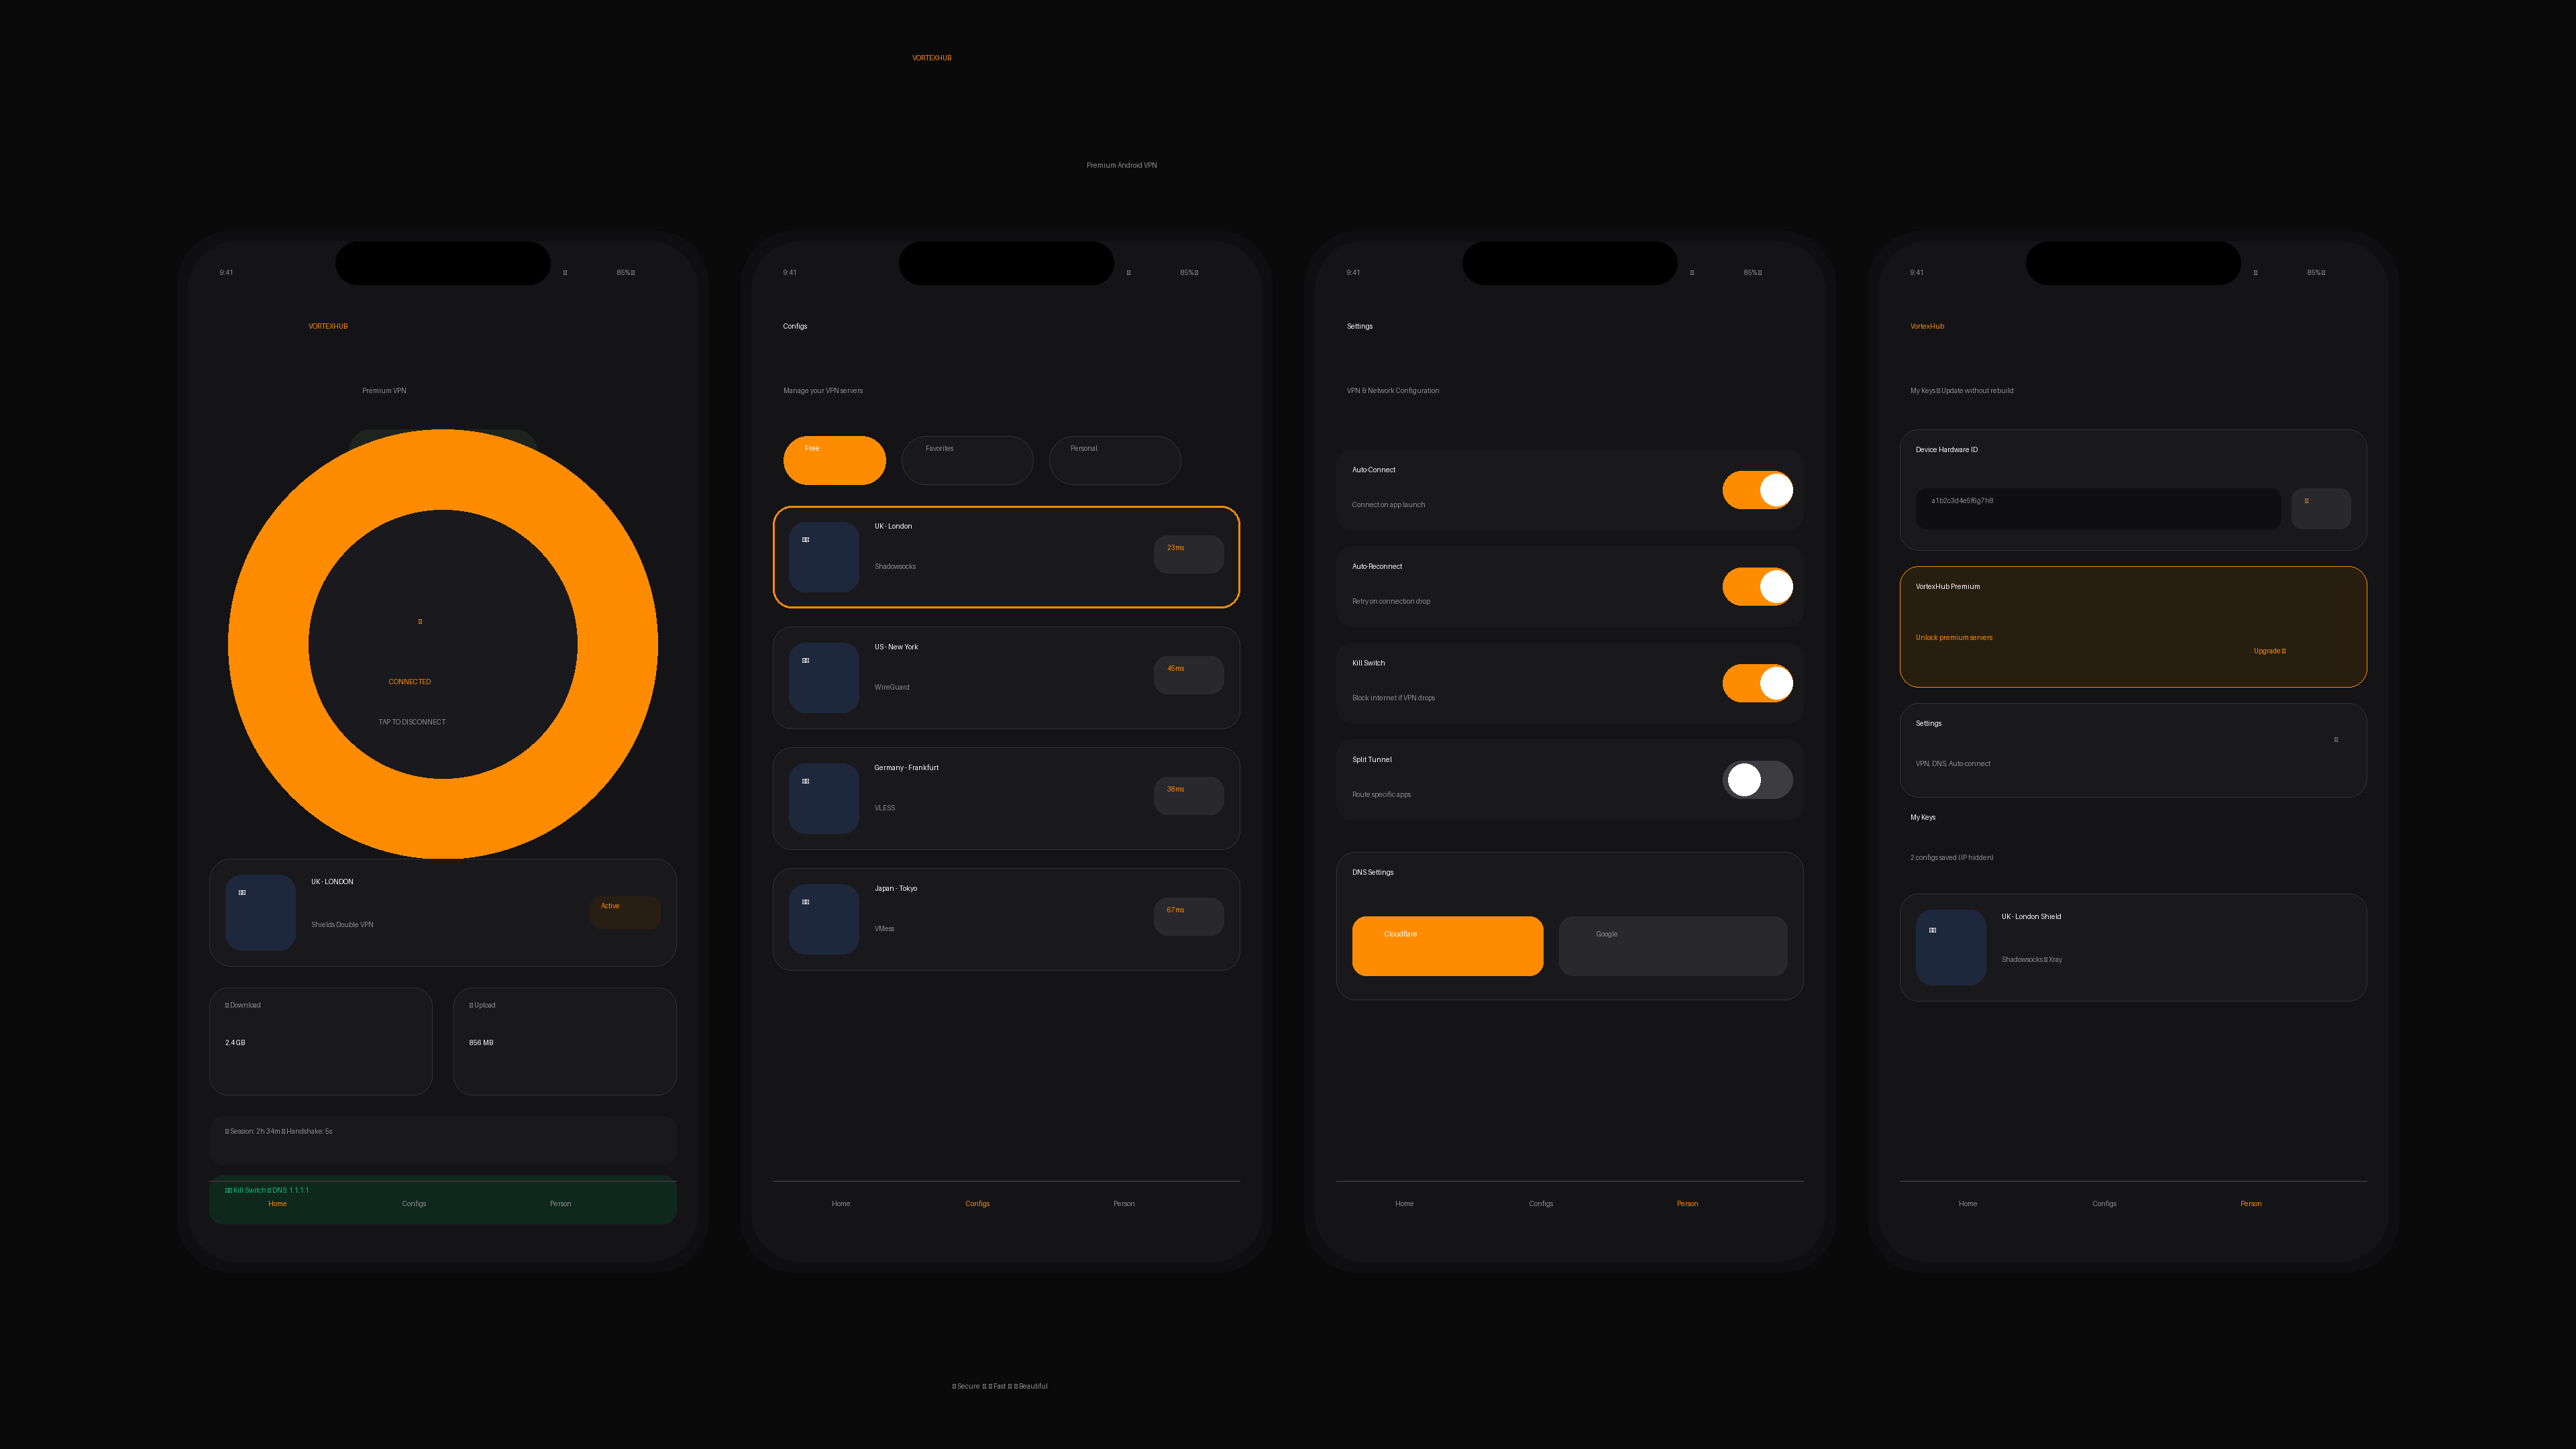 VORTEXHUB
Premium Android VPN
9:41
85%
VORTEXHUB
Premium VPN
CONNECTED
TAP TO DISCONNECT
UK - LONDON
Shields Double VPN
Active
Download
2.4 GB
Upload
856 MB
Session: 2h 34m Handshake: 5s
Kill Switch DNS: 1.1.1.1
Home
Configs
Person
9:41
85%
Configs
Manage your VPN servers
Free
Favorites
Personal
UK - London
Shadowsocks
23ms
US - New York
WireGuard
45ms
Germany - Frankfurt
VLESS
38ms
Japan - Tokyo
VMess
67ms
Home
Configs
Person
9:41
85%
Settings
VPN & Network Configuration
Auto-Connect
Connect on app launch
Auto-Reconnect
Retry on connection drop
Kill Switch
Block internet if VPN drops
Split Tunnel
Route specific apps
DNS Settings
Cloudflare
Google
Home
Configs
Person
9:41
85%
VortexHub
My Keys Update without rebuild
Device Hardware ID
a1b2c3d4e5f6g7h8
VortexHub Premium
Unlock premium servers
Upgrade
Settings
VPN, DNS, Auto-connect
My Keys
2 configs saved (IP hidden)
UK - London Shield
Shadowsocks Xray
Home
Configs
Person
Secure Fast Beautiful